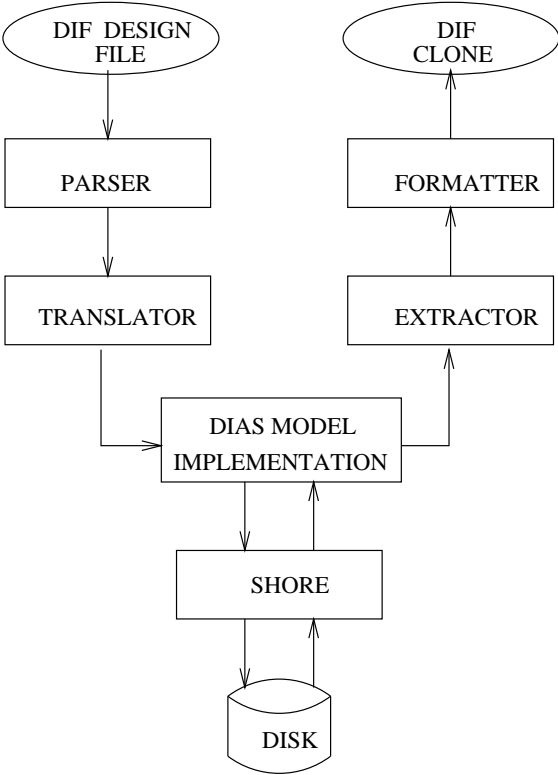 DIF DESIGN
FILE
DIF
CLONE
PARSER
FORMATTER
TRANSLATOR
EXTRACTOR
DIAS MODEL
IMPLEMENTATION
SHORE
DISK